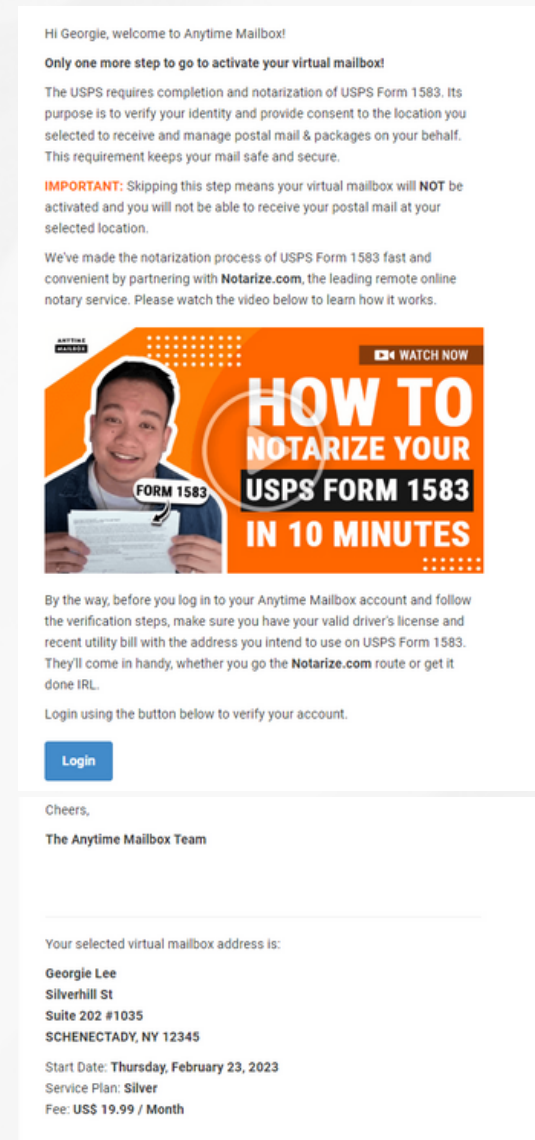 Hi Georgie, welcome to Anytime Mailbox!
Only one more step to go to activate your virtual mailbox!
The USPS requires completion and notarization of USPS Form 1583. Its
purpose is to verify your identity and provide consent to the location you
selected to receive and manage postal mail & packages on your behalf.
This requirement keeps your mail safe and secure.
IMPORTANT: Skipping this step means your virtual mailbox will NOT be
activated and you will not be able to receive your postal mail at your
selected location.
We've made the notarization process of USPS Form 1583 fast and
convenient by partnering with Notarize.com, the leading remote online
notary service. Please watch the video below to learn how it works.
ANYTIME
MAILBOX
WATCH NOW
HOW TO
NOTARIZE YOUR
USPS FORM 1583
IN 10 MINUTES
FORM 1583
By the way, before you log in to your Anytime Mailbox account and follow
the verification steps, make sure you have your valid driver's license and
recent utility bill with the address you intend to use on USPS Form 1583.
They'll come in handy, whether you go the Notarize.com route or get it
done IRL.
Login using the button below to verify your account.
Login
Cheers,
The Anytime Mailbox Team
Your selected virtual mailbox address is:
Georgie Lee
Silverhill St
Suite 202 #1035
SCHENECTADY, NY 12345
Start Date: Thursday, February 23, 2023
Service Plan: Silver
Fee: US$ 19.99 / Month